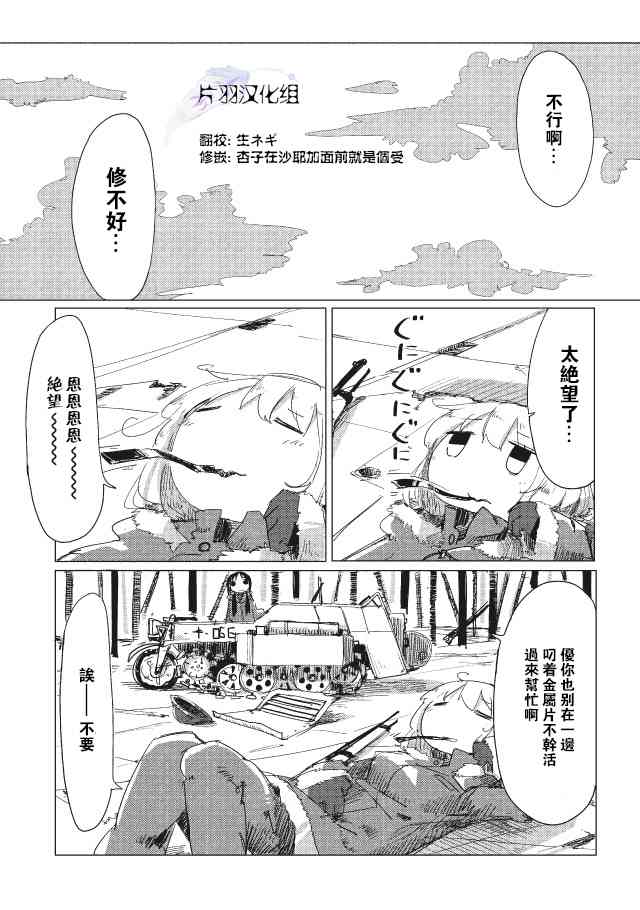 片羽汉化组
翻校: 生ネギ
修嵌: 杏子在沙耶加面前就是個受
不行啊…
修不好…
太絶望了…
ぐにぐにぐに
恩恩恩恩~~~~
絶望~~~~~~
優你也别在一邊
叨着金屬片不幹活
過來幫忙啊
誒——不要